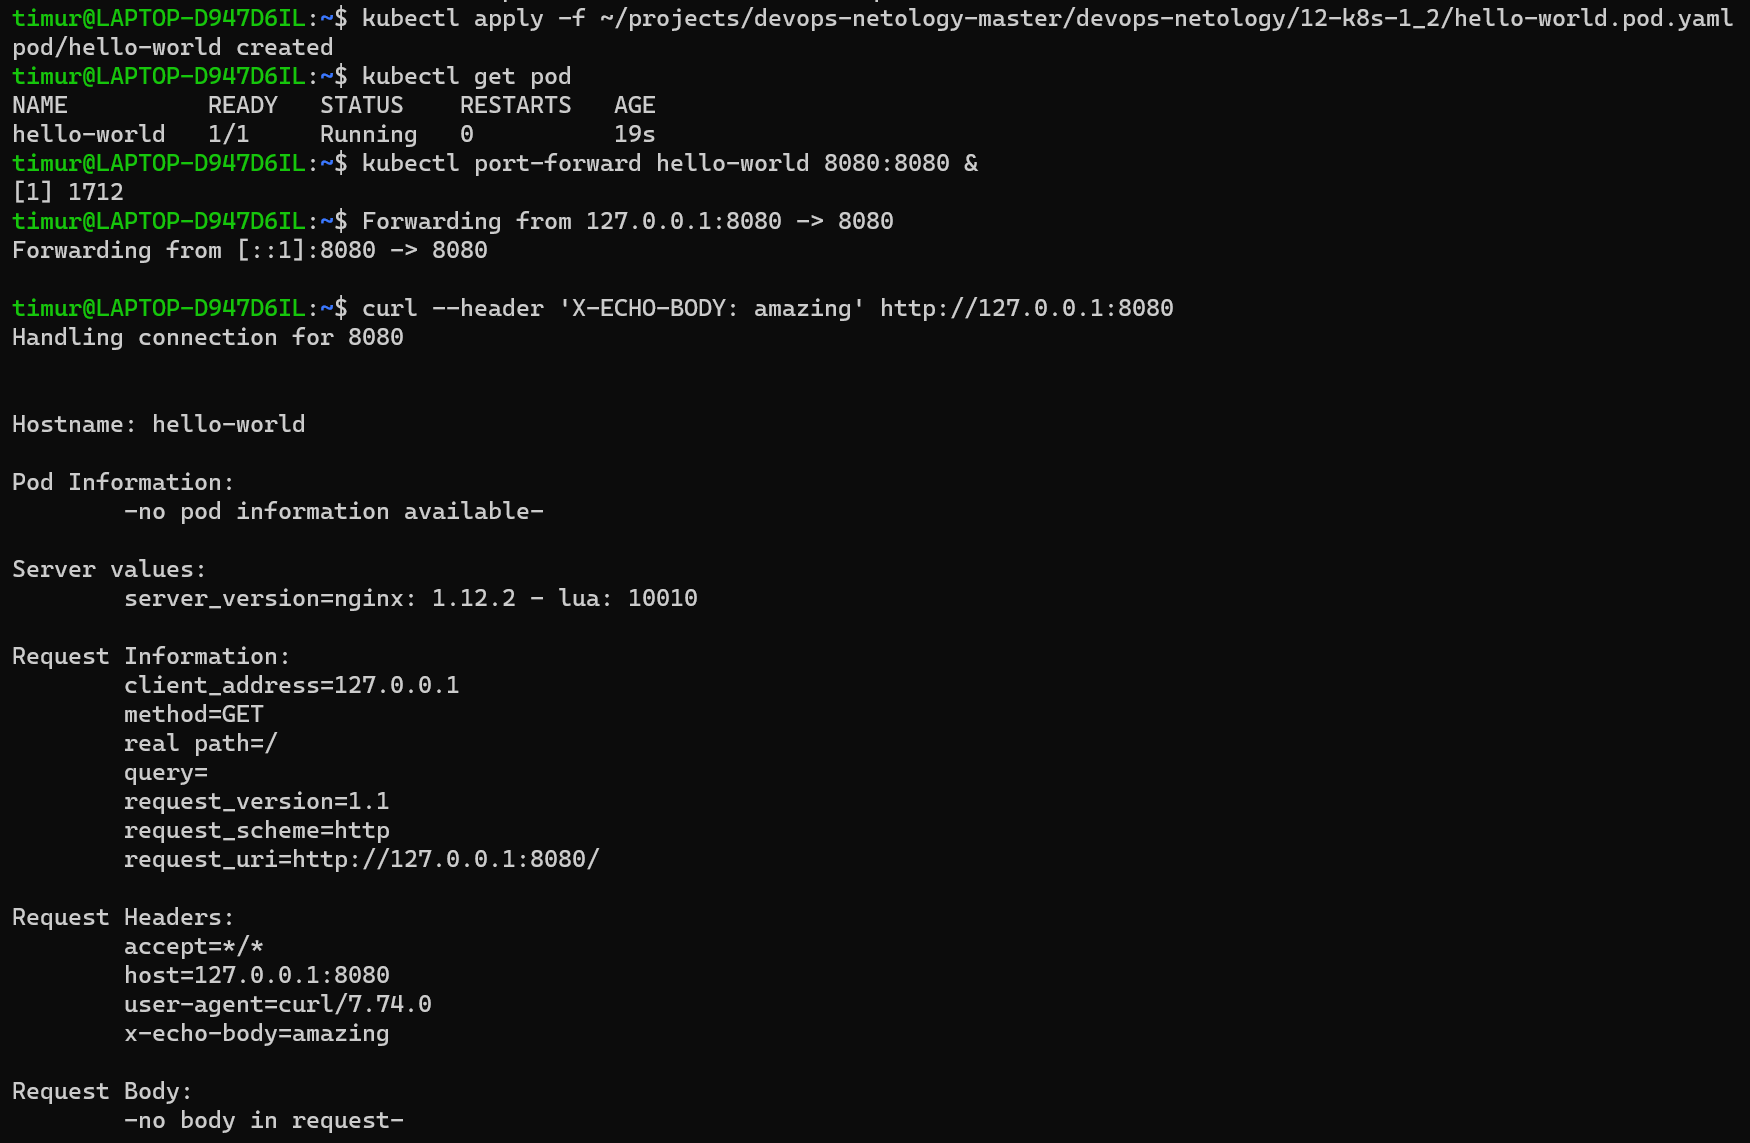 timur@LAPTOP-D947D6IL:~$ kubectl apply -f ~/projects/devops-netology-master/devops-netology/12-k8s-1_2/hello-world.pod.yaml
pod/hello-world created
timur@LAPTOP-D947D6IL:~$ kubectl get pod
NAME          READY   STATUS    RESTARTS   AGE
hello-world   1/1     Running   0          19s
timur@LAPTOP-D947D6IL:~$ kubectl port-forward hello-world 8080:8080 &
[1] 1712
timur@LAPTOP-D947D6IL:~$ Forwarding from 127.0.0.1:8080 -> 8080
Forwarding from [::1]:8080 -> 8080
timur@LAPTOP-D947D6IL:~$ curl --header 'X-ECHO-BODY: amazing' http://127.0.0.1:8080
Handling connection for 8080
Hostname: hello-world
Pod Information:
        -no pod information available-
Server values:
        server_version=nginx: 1.12.2 - lua: 10010
Request Information:
        client_address=127.0.0.1
        method=GET
        real path=/
        query=
        request_version=1.1
        request_scheme=http
        request_uri=http://127.0.0.1:8080/
Request Headers:
        accept=*/*
        host=127.0.0.1:8080
        user-agent=curl/7.74.0
        x-echo-body=amazing
Request Body:
        -no body in request-